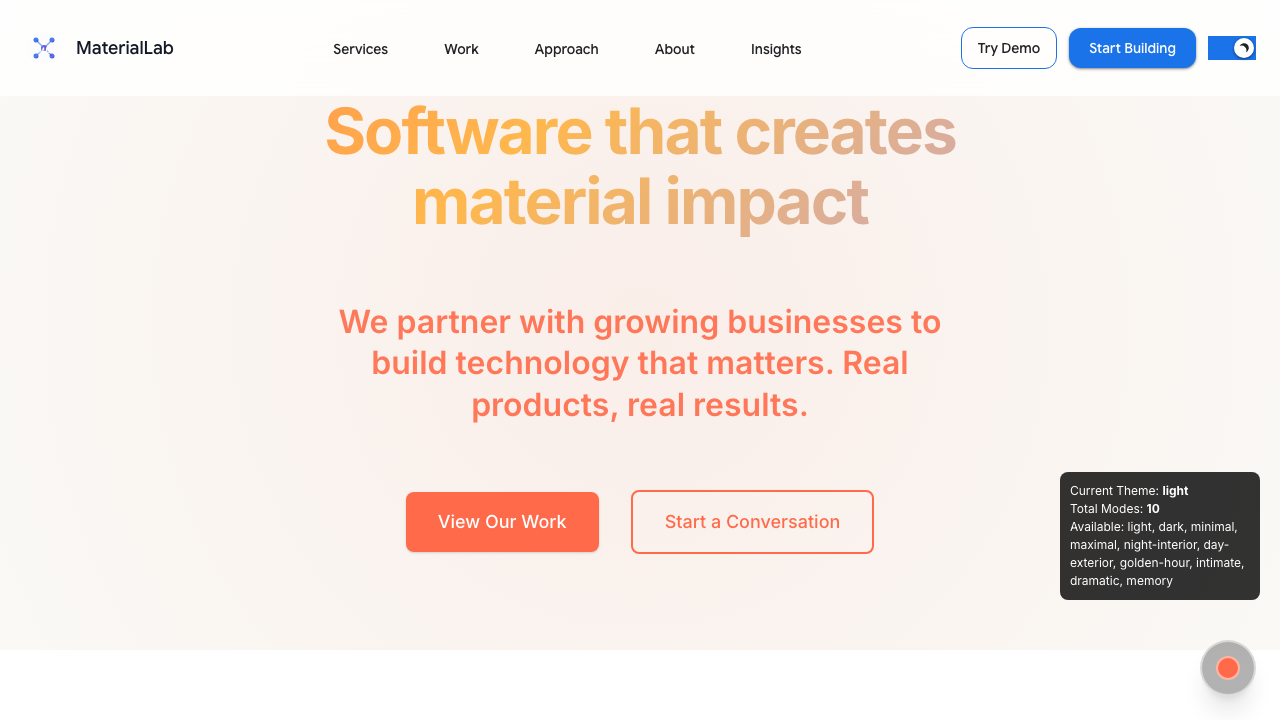 MaterialLab
Services
Work
Approach
About
Insights
Try Demo
Start Building
Software that creates
material impact
We partner with growing businesses to
build technology that matters. Real
products, real results.
View Our Work
Start a Conversation
Current Theme: light
Total Modes: 10
Available: light, dark, minimal,
maximal, night-interior, day-
exterior, golden-hour, intimate,
dramatic, memory